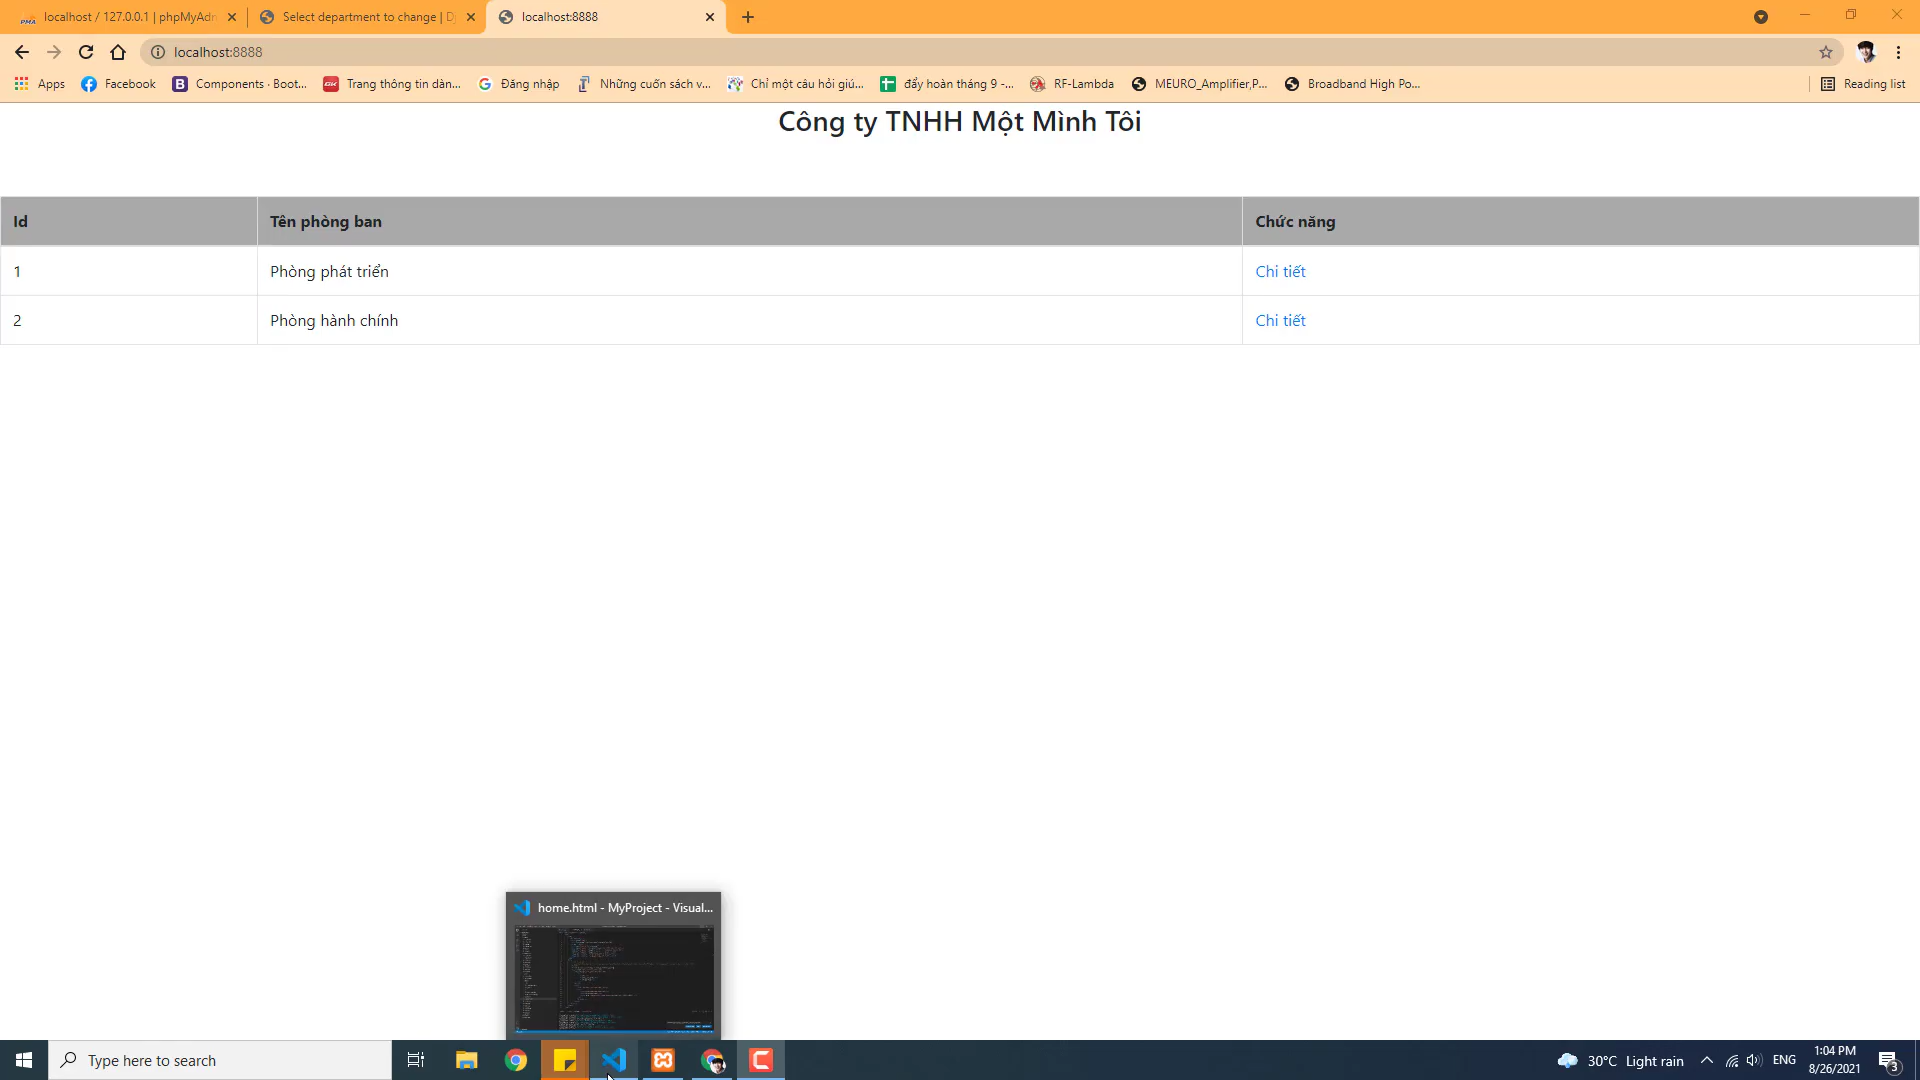 localhost / 127.0.0.1 | phpMyAdn
Select department to change | D
localhost:8888
localhost:8888
Apps
Facebook
Components · Boot...
Trang thông tin dàn...
Đăng nhập
Những cuốn sách v...
Chỉ một câu hỏi giú...
đẩy hoàn tháng 9 -...
RF-Lambda
MEURO_Amplifier,P...
Broadband High Po...
Reading list
Công ty TNHH Một Mình Tôi
Id Tên phòng ban Chức năng
1 Phòng phát triển Chi tiết
2 Phòng hành chính Chi tiết
home.html - MyProject - Visual...
Type here to search
30°C Light rain
ENG
1:04 PM
8/26/2021
3